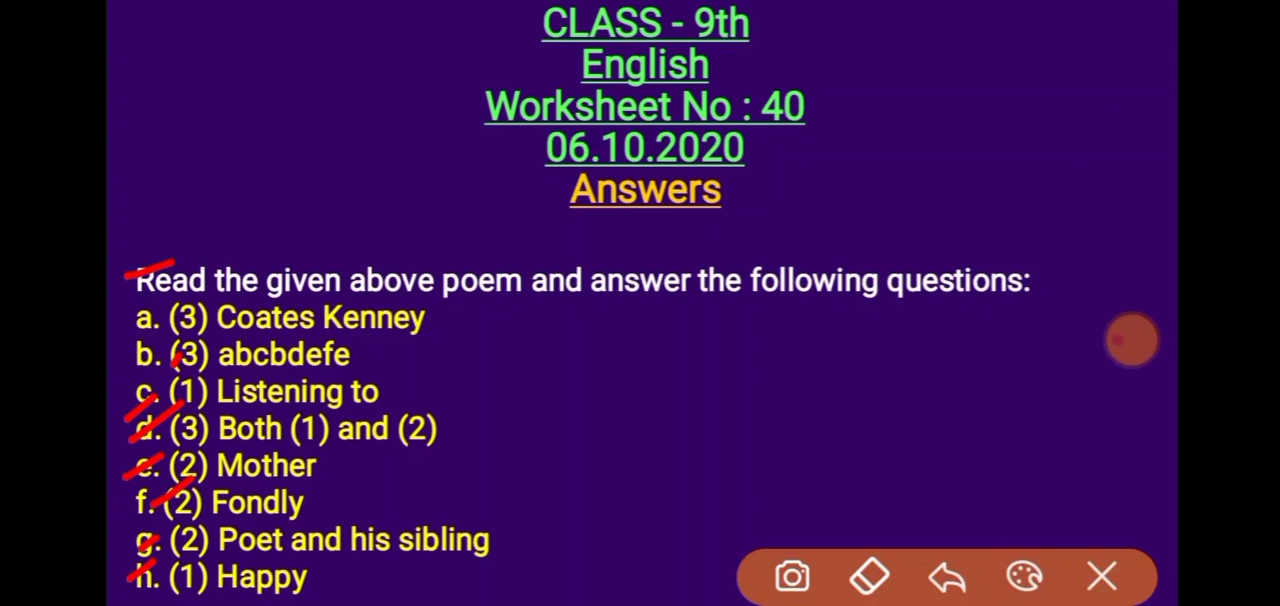 CLASS - 9th
English
Worksheet No : 40
06.10.2020
Answers
Read the given above poem and answer the following questions:
a. (3) Coates Kenney
b. (3) abcbdefe
c. (1) Listening to
d. (3) Both (1) and (2)
e. (2) Mother
f. (2) Fondly
g. (2) Poet and his sibling
h. (1) Happy